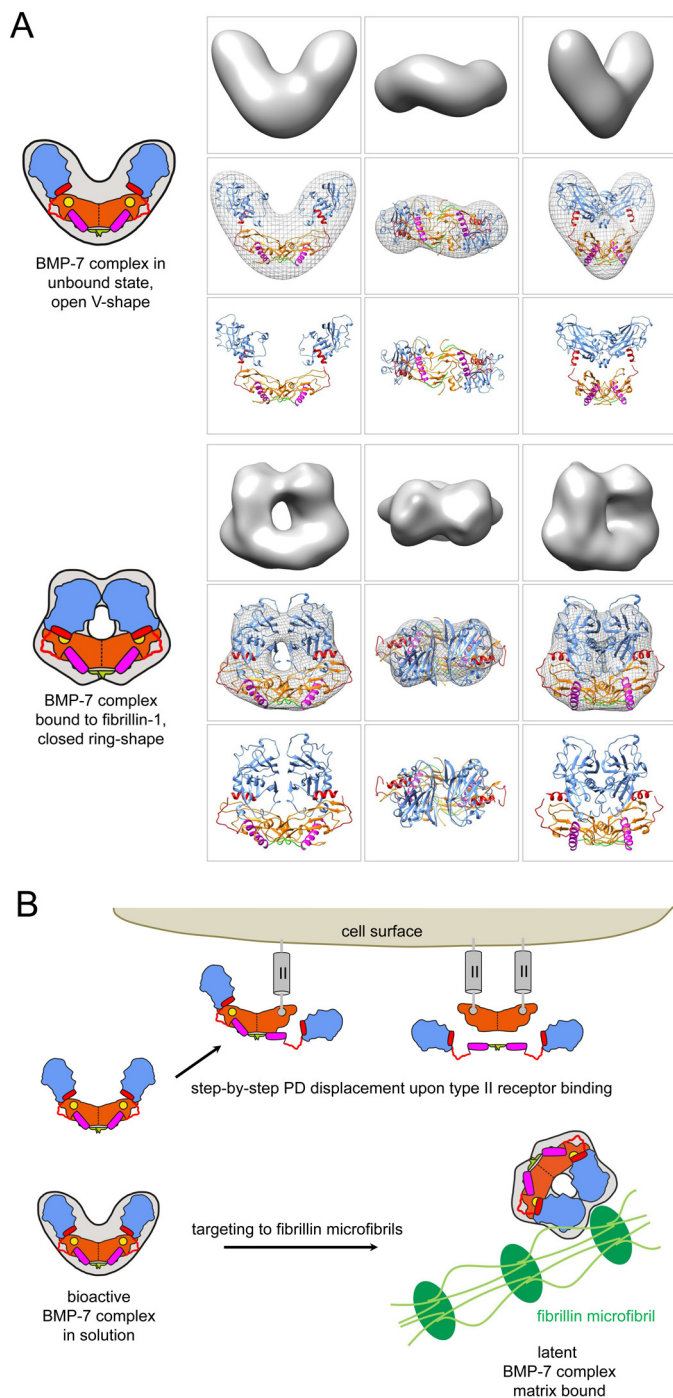 A
BMP-7 complex in
unbound state,
open V-shape
BMP-7 complex
bound to fibrillin-1,
closed ring-shape
B
cell surface
II
II
II
step-by-step PD displacement upon type II receptor binding
targeting to fibrillin microfibrils
bioactive
BMP-7 complex
in solution
fibrillin microfibril
latent
BMP-7 complex
matrix bound